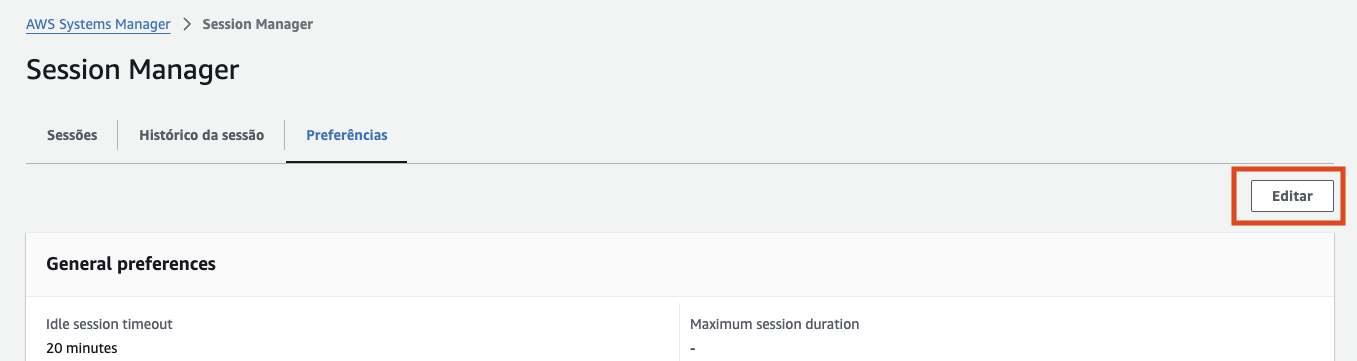 AWS Systems Manager > Session Manager
Session Manager
Sessões Histórico da sessão Preferências
Editar
General preferences
Idle session timeout Maximum session duration
20 minutes -